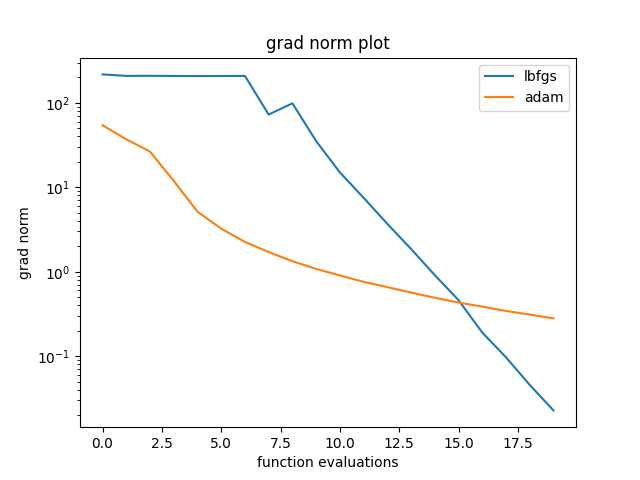 grad norm plot
lbfgs
adam
grad norm
10²
10¹
10⁰
10⁻¹
0.0 2.5 5.0 7.5 10.0 12.5 15.0 17.5
function evaluations